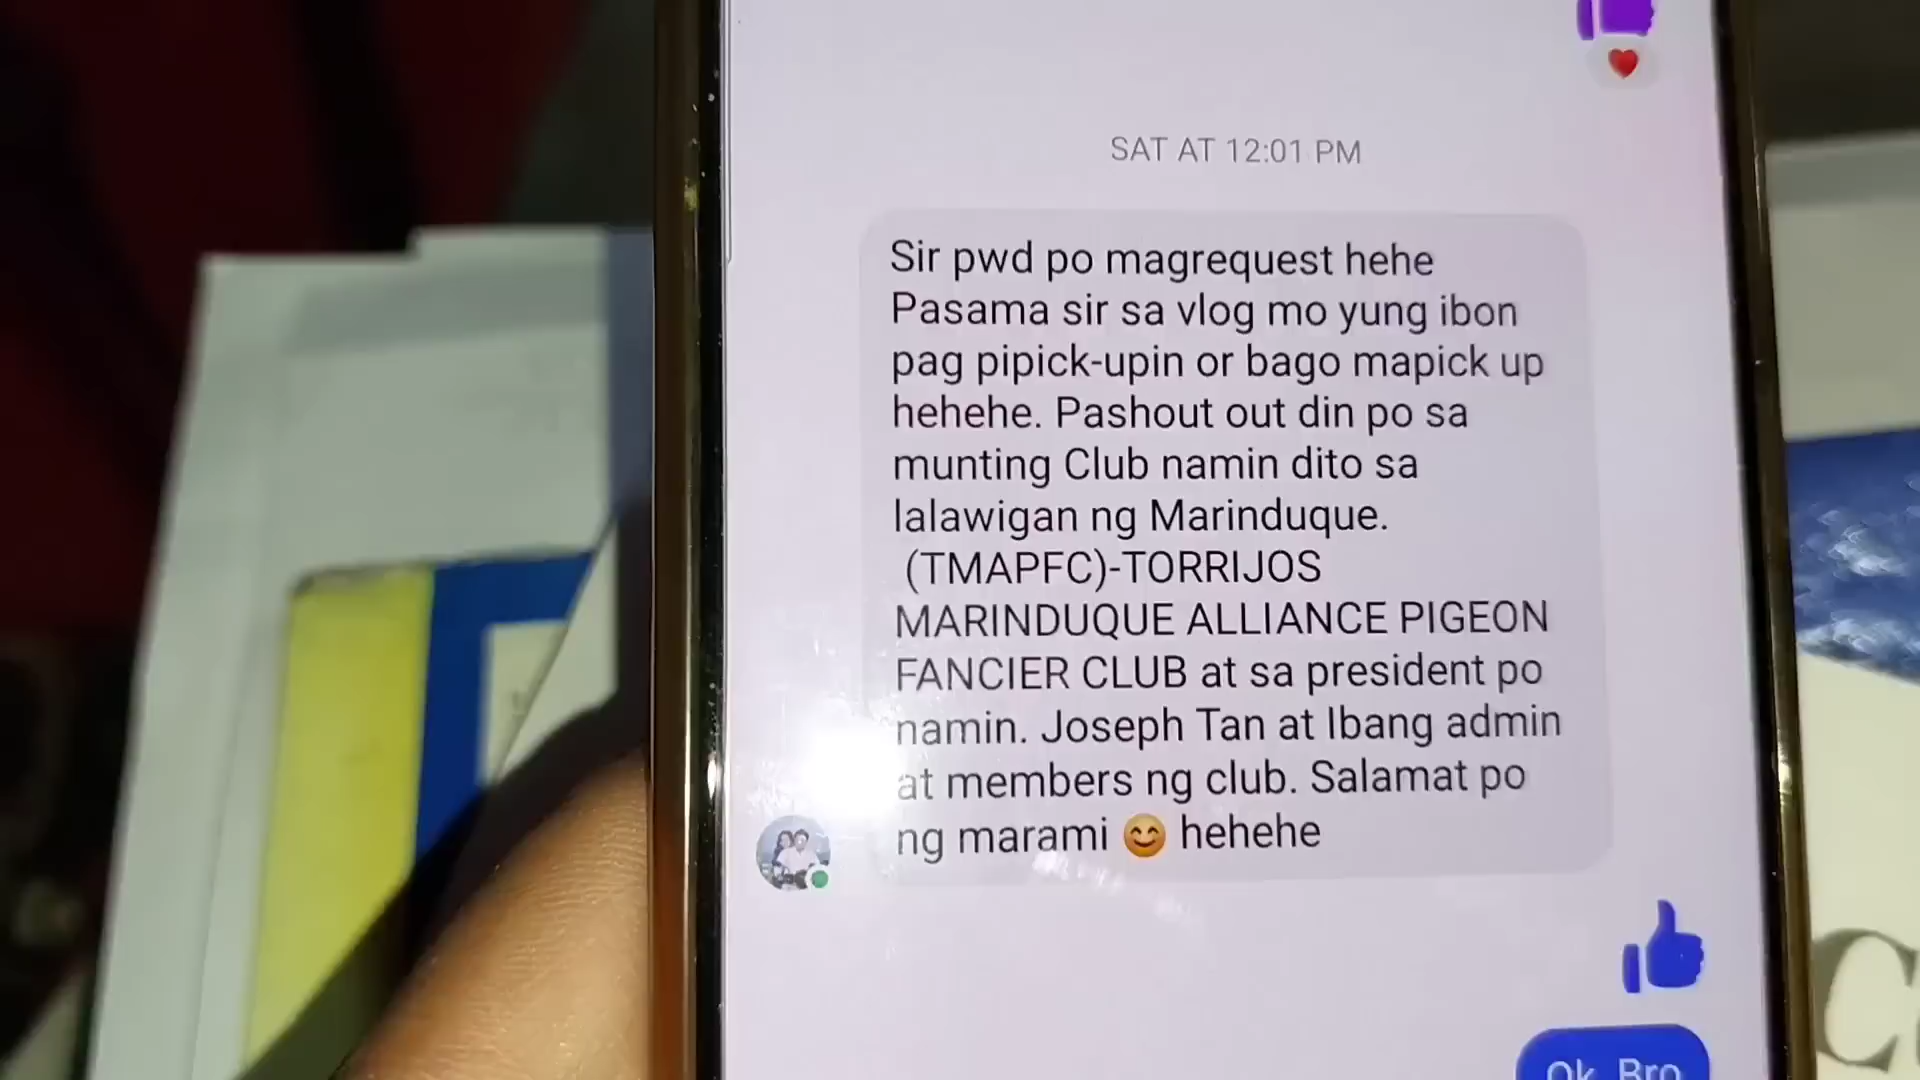 SAT AT 12:01 PM
Sir pwd po magrequest hehe
Pasama sir sa vlog mo yung ibon
pag pipick-upin or bago mapick up
hehehe. Pashout out din po sa
munting Club namin dito sa
lalawigan ng Marinduque.
(TMAPFC)-TORRIJOS
MARINDUQUE ALLIANCE PIGEON
FANCIER CLUB at sa president po
namin. Joseph Tan at Ibang admin
at members ng club. Salamat po
ng marami 😊 hehehe
Ok Bro